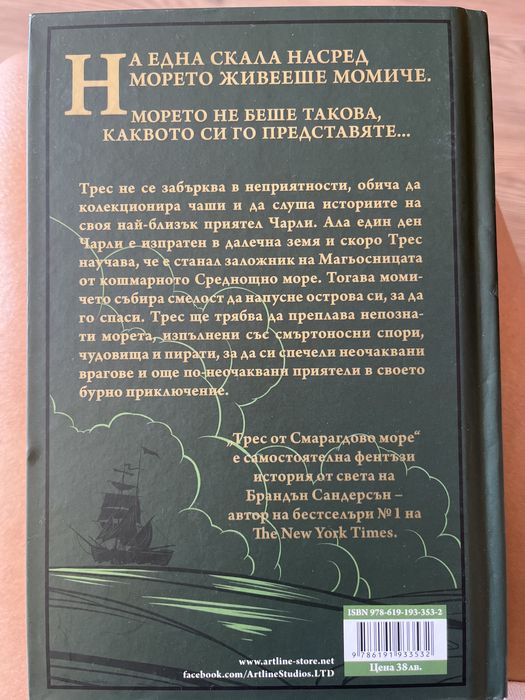 НА ЕДНА СКАЛА НАСРЕД
МОРЕТО ЖИВЕЕШЕ МОМИЧЕ.
МОРЕТО НЕ БЕШЕ ТАКОВА,
КАКВОТО СИ ГО ПРЕДСТАВЯТЕ...
Трес не се забърква в неприятности, обича да
колекционира чаши и да слуша историите на
своя най-близък приятел Чарли. Ала един ден
Чарли е изпратен в далечна земя и скоро Трес
научава, че е станал заложник на Магьосницата
от кошмарното Среднощно море. Тогава моми-
чето събира смелост да напусне острова си, за да
го спаси. Трес ще трябва да преплава непозна-
ти морета, изпълнени със смъртоносни спори,
чудовища и пирати, за да си спечели неочаквани
врагове и още по-неочаквани приятели в своето
бурно приключение.
„Трес от Смарагдово море“
е самостоятелна фентъзи
история от света на
Брандън Сандерсън –
автор на бестселъри № 1 на
The New York Times.
ISBN 978-619-193-353-2
9 786191 933532
Цена 38 лв.
www.artline-store.net
facebook.com/ArtlineStudios.LTD